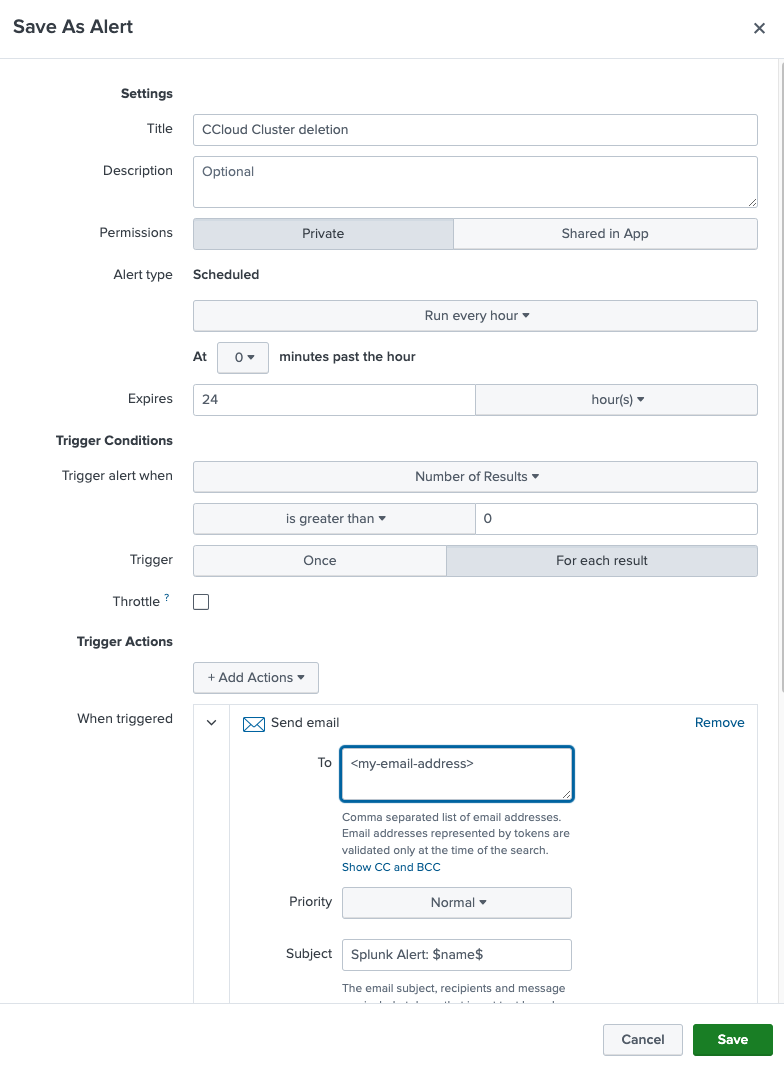 Save As Alert
Settings
Title
CCloud Cluster deletion
Description
Optional
Permissions
Private
Shared in App
Alert type
Scheduled
Run every hour
At
0
minutes past the hour
Expires
24
hour(s)
Trigger Conditions
Trigger alert when
Number of Results
is greater than
0
Trigger
Once
For each result
Throttle ?
Trigger Actions
+ Add Actions
When triggered
Send email
Remove
To
<my-email-address>
Comma separated list of email addresses.
Email addresses represented by tokens are
validated only at the time of the search.
Show CC and BCC
Priority
Normal
Subject
Splunk Alert: $name$
The email subject, recipients and message
Cancel
Save